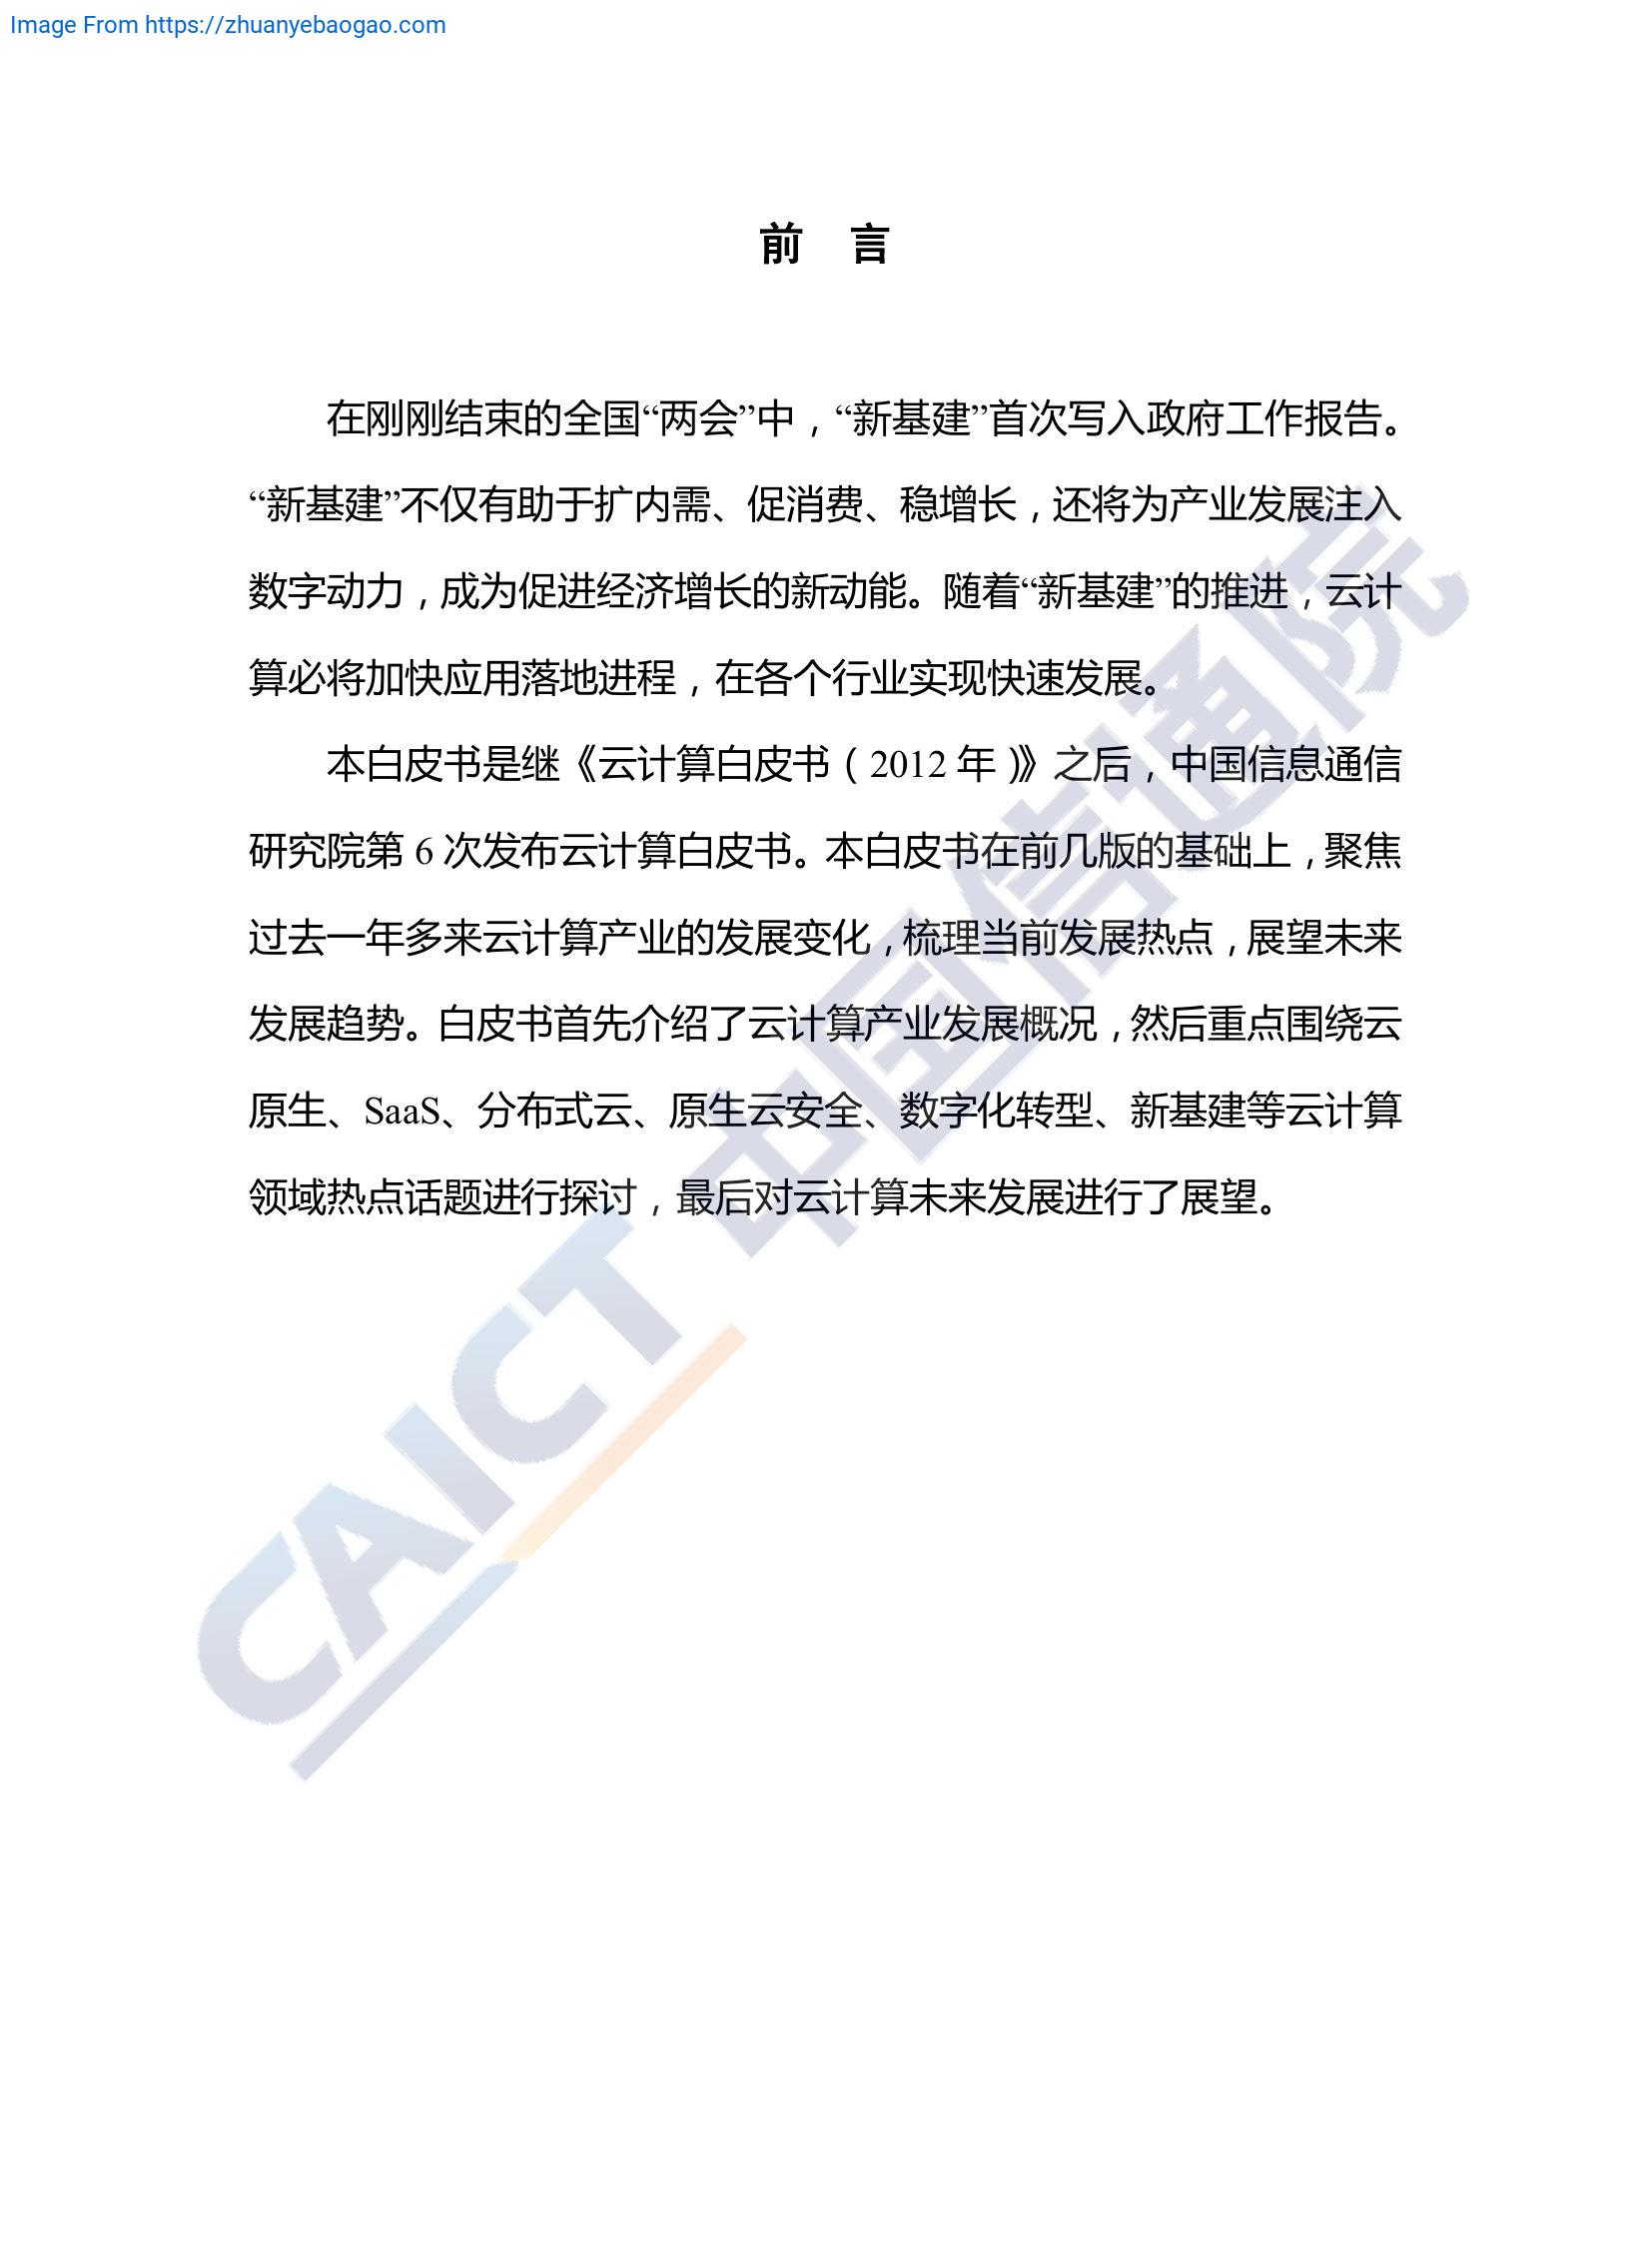 Image From https://zhuanyebaogao.com
前 言
在刚刚结束的全国“两会”中，“新基建”首次写入政府工作报告。
“新基建”不仅有助于扩内需、促消费、稳增长，还将为产业发展注入
数字动力，成为促进经济增长的新动能。随着“新基建”的推进，云计
算必将加快应用落地进程，在各个行业实现快速发展。
本白皮书是继《云计算白皮书（2012 年）》之后，中国信息通信
研究院第 6 次发布云计算白皮书。本白皮书在前几版的基础上，聚焦
过去一年多来云计算产业的发展变化，梳理当前发展热点，展望未来
发展趋势。白皮书首先介绍了云计算产业发展概况，然后重点围绕云
原生、SaaS、分布式云、原生云安全、数字化转型、新基建等云计算
领域热点话题进行探讨，最后对云计算未来发展进行了展望。
CAICT 中国信通院